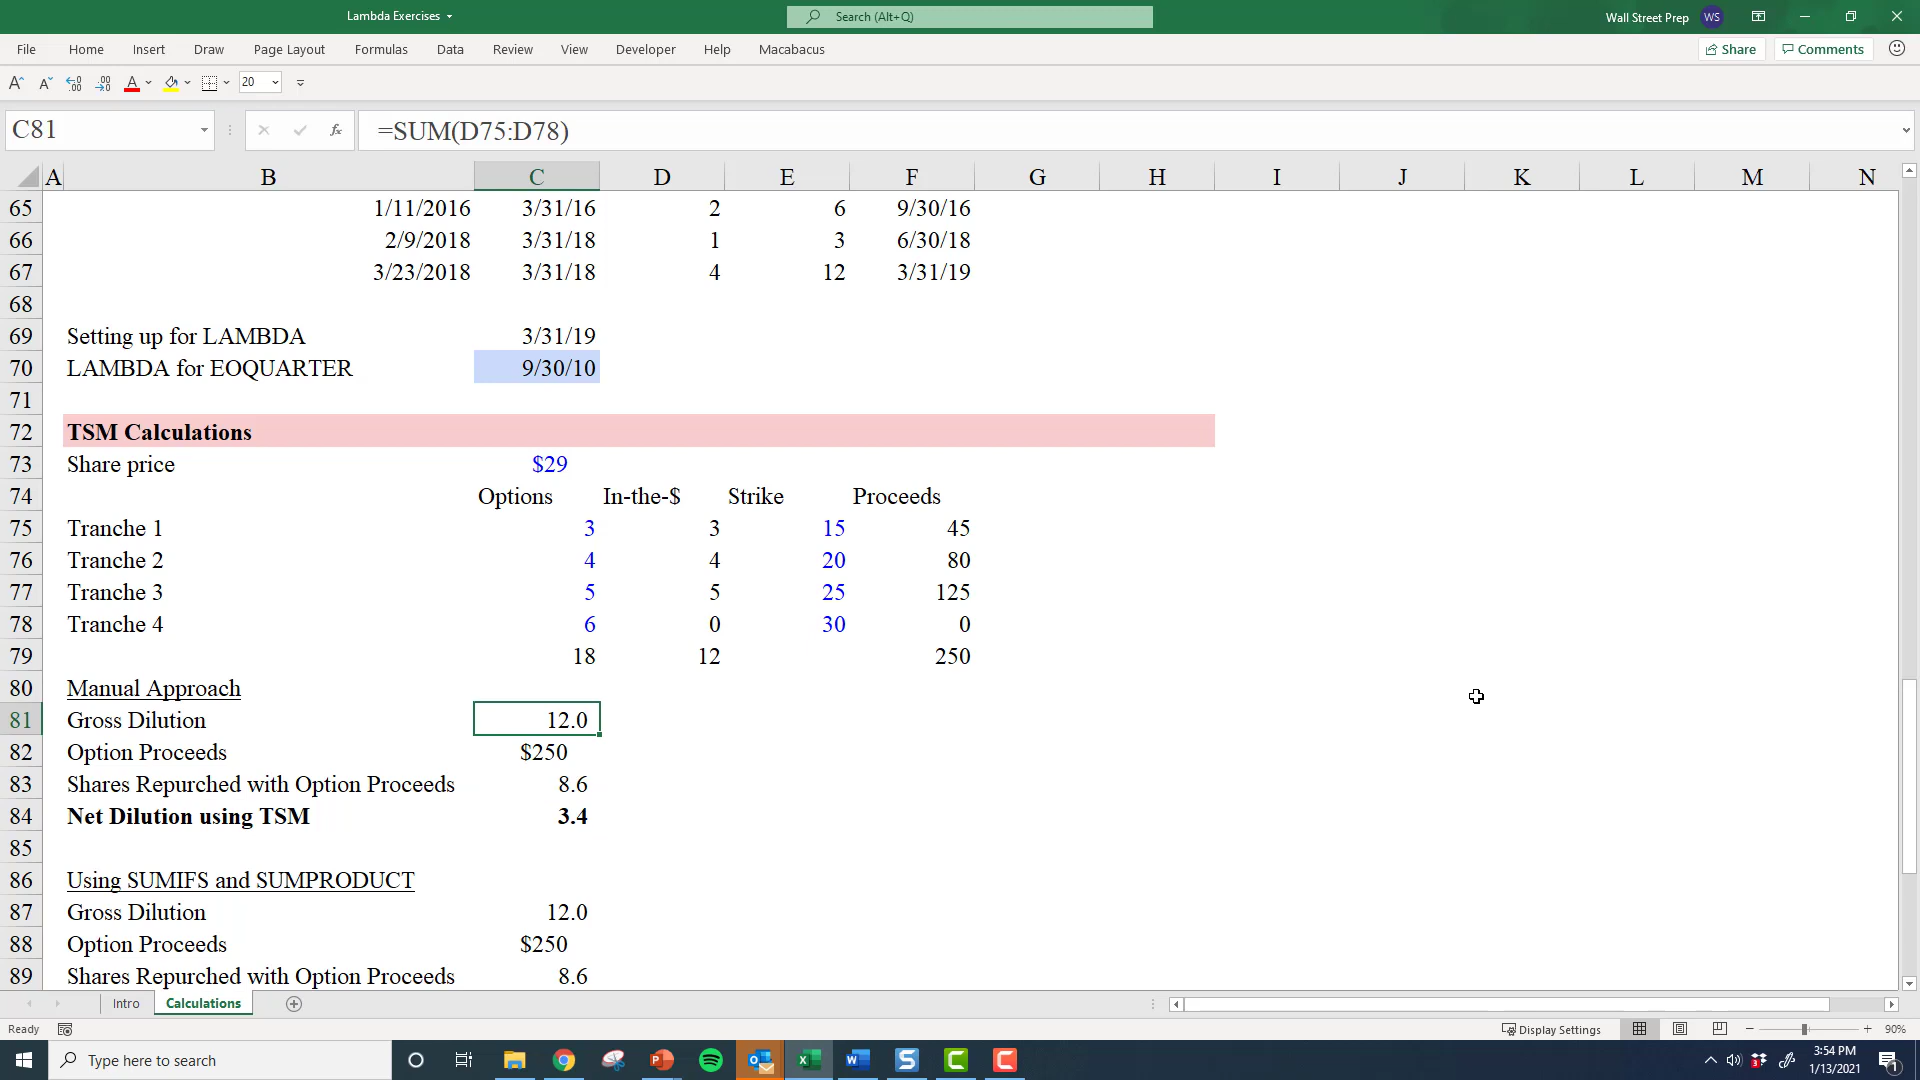 Lambda Exercises
Search (Alt+Q)
Wall Street Prep WS
File Home Insert Draw Page Layout Formulas Data Review View Developer Help Macabacus Share Comments
20
C81 fx =SUM(D75:D78)
A B C D E F G H I J K L M N
65 1/11/2016 3/31/16 2 6 9/30/16
66 2/9/2018 3/31/18 1 3 6/30/18
67 3/23/2018 3/31/18 4 12 3/31/19
68
69 Setting up for LAMBDA 3/31/19
70 LAMBDA for EOQUARTER 9/30/10
71
72 TSM Calculations
73 Share price $29
74 Options In-the-$ Strike Proceeds
75 Tranche 1 3 3 15 45
76 Tranche 2 4 4 20 80
77 Tranche 3 5 5 25 125
78 Tranche 4 6 0 30 0
79 18 12 250
80 Manual Approach
81 Gross Dilution 12.0
82 Option Proceeds $250
83 Shares Repurched with Option Proceeds 8.6
84 Net Dilution using TSM 3.4
85
86 Using SUMIFS and SUMPRODUCT
87 Gross Dilution 12.0
88 Option Proceeds $250
89 Shares Repurched with Option Proceeds 8.6
Intro Calculations
Ready Display Settings 90%
Type here to search
3:54 PM
1/13/2021